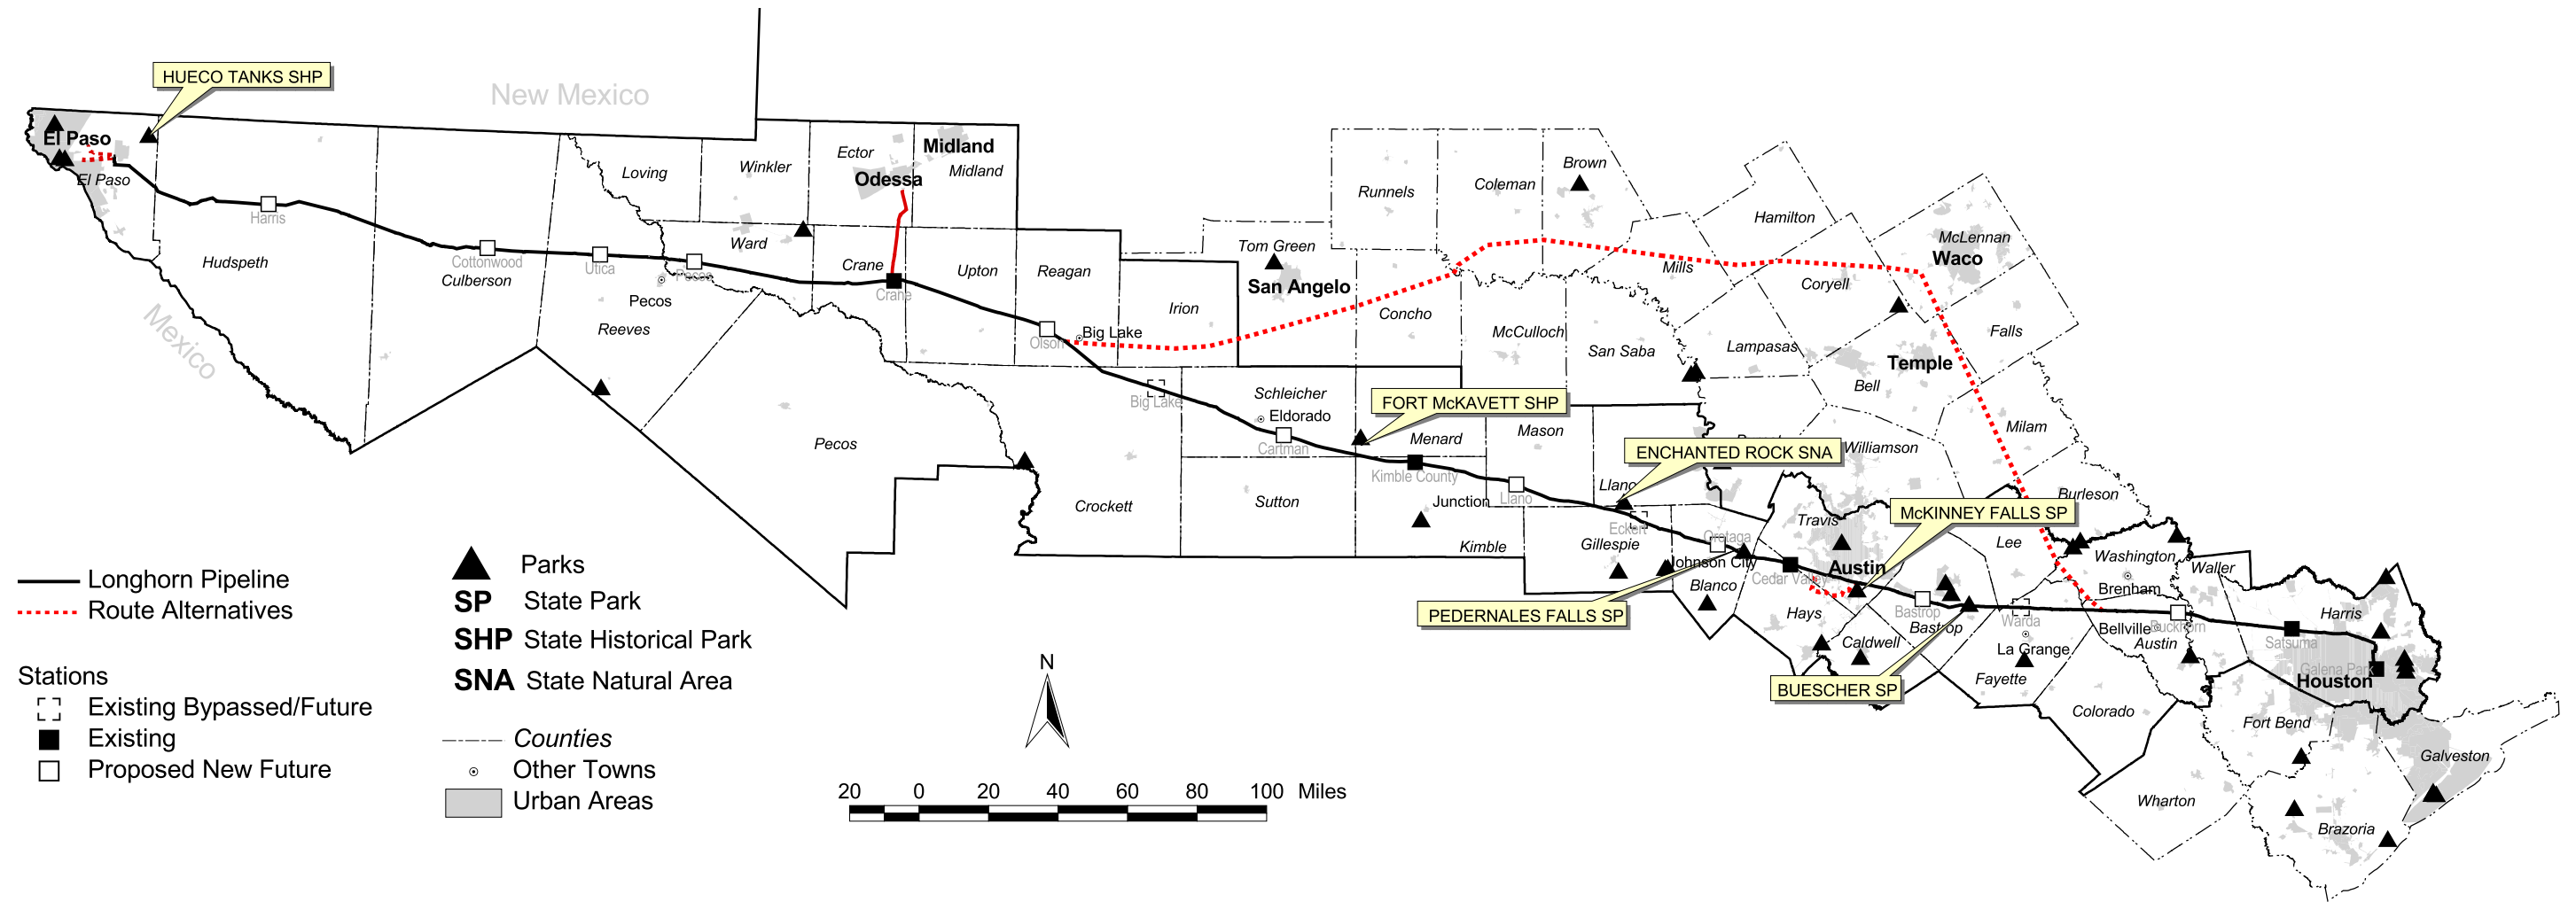 HUECO TANKS SHP
New Mexico
El Paso
El Paso
Mexico
Harris
Hudspeth
Cottonwood
Culberson
Utica
Loving
Winkler
Ector
Midland
Midland
Odessa
Ward
Pecos
Pecos
Reeves
Crane
Crane
Upton
Reagan
Olson
Big Lake
Irion
Pecos
Big Lake
Crockett
Tom Green
San Angelo
Runnels
Coleman
Brown
Concho
McCulloch
San Saba
Mills
Hamilton
McLennan
Waco
Coryell
Falls
Lampasas
Temple
Bell
Milam
Schleicher
Eldorado
Cartman
FORT McKAVETT SHP
Menard
Mason
Kimble County
Sutton
Junction
Llano
Llano
Kimble
ENCHANTED ROCK SNA
Williamson
Burleson
Eckert
Gillespie
Travis
McKINNEY FALLS SP
Lee
Johnson City
Blanco
Cedar Valley
Austin
Washington
Brenham
Waller
PEDERNALES FALLS SP
Hays
Caldwell
Bastrop
Bastrop
Warda
La Grange
Fayette
Bellville
Buckhorn
Austin
Satsuma
Harris
Galena Park
Houston
BUESCHER SP
Colorado
Fort Bend
Galveston
Wharton
Brazoria
Longhorn Pipeline
Route Alternatives
Stations
Existing Bypassed/Future
Existing
Proposed New Future
Parks
SP State Park
SHP State Historical Park
SNA State Natural Area
Counties
Other Towns
Urban Areas
N
20 0 20 40 60 80 100 Miles